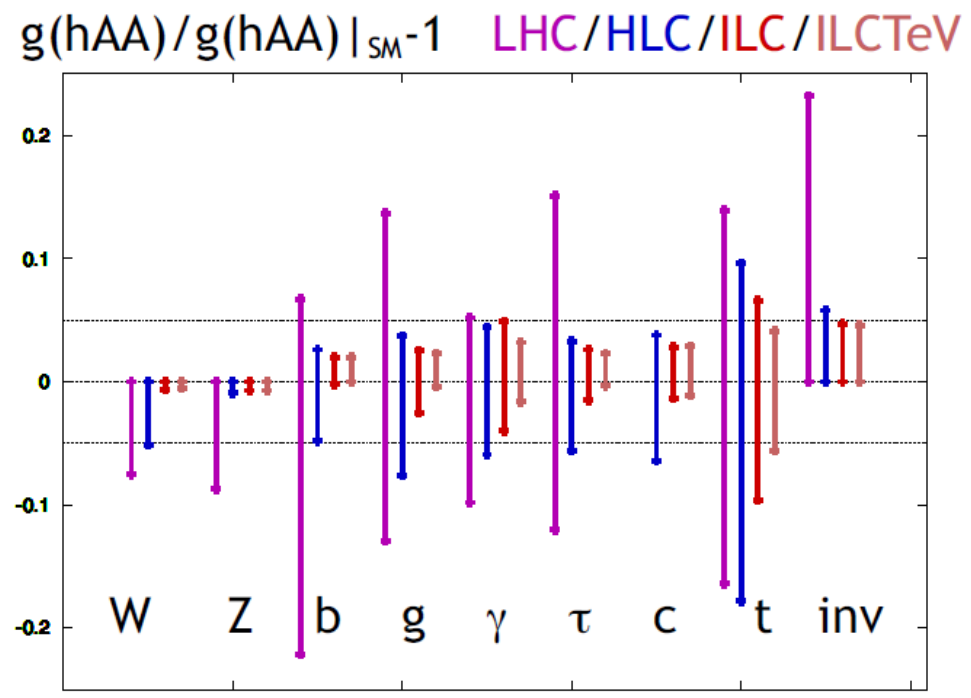 g(hAA)/g(hAA)|SM-1 LHC/HLC/ILC/ILCTeV
0.2
0.1
0
-0.1
-0.2
W Z b g γ τ c t inv